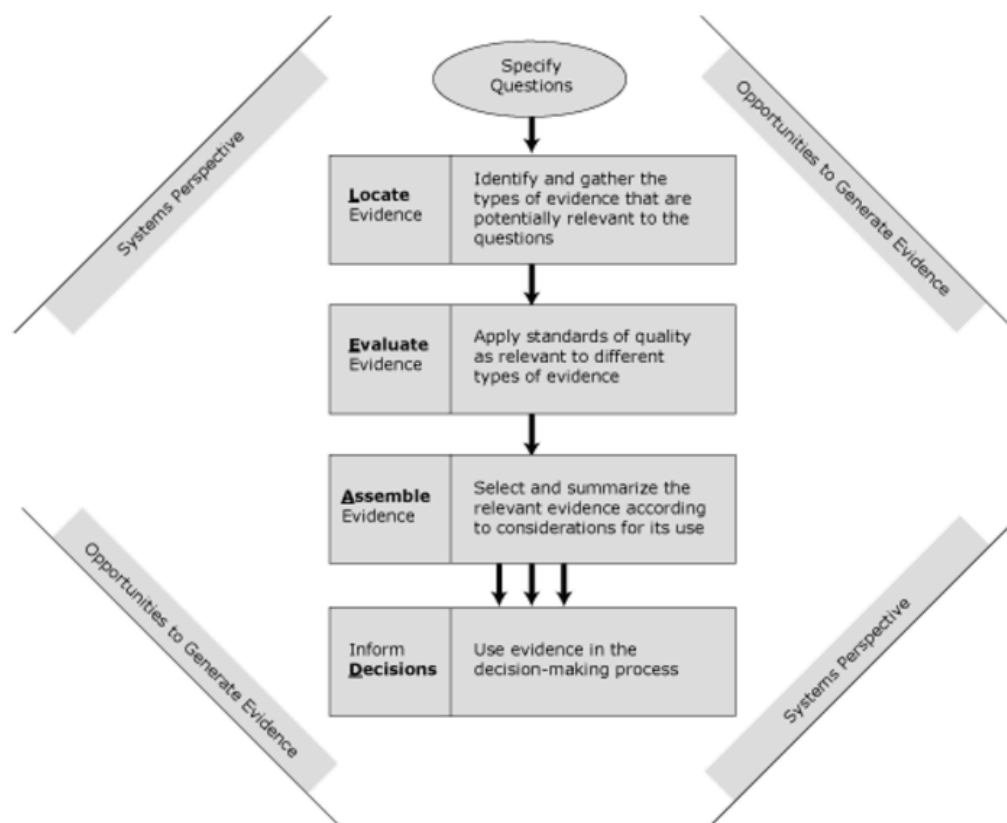 Specify
Questions
Systems Perspective
Opportunities to Generate Evidence
Locate
Evidence
Identify and gather the
types of evidence that are
potentially relevant to the
questions
Evaluate
Evidence
Apply standards of quality
as relevant to different
types of evidence
Assemble
Evidence
Select and summarize the
relevant evidence according
to considerations for its use
Inform
Decisions
Use evidence in the
decision-making process
Opportunities to Generate Evidence
Systems Perspective